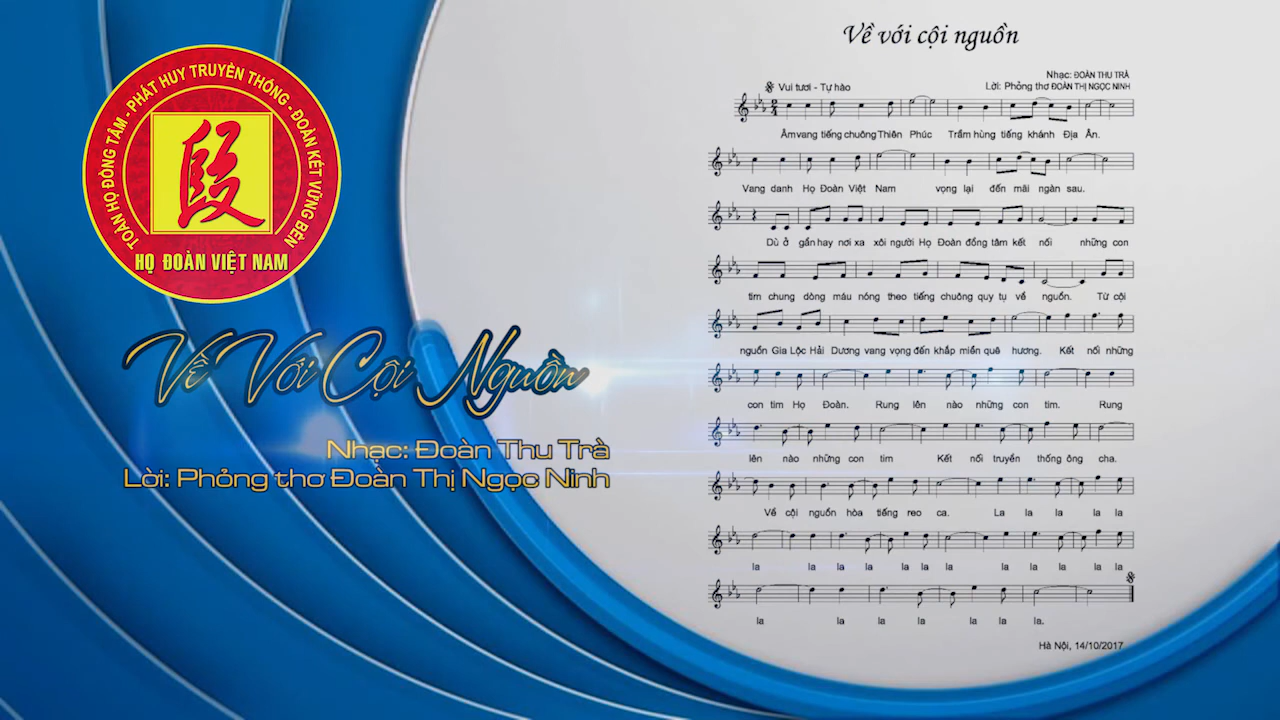 TOÀN HỌ ĐỒNG TÂM - PHÁT HUY TRUYỀN THỐNG - ĐOÀN KẾT VỮNG BỀN
段
HỌ ĐOÀN VIỆT NAM
Về Với Cội Nguồn
Nhạc: Đoàn Thu Trà
Lời: Phỏng thơ Đoàn Thị Ngọc Ninh
Về với cội nguồn
Nhạc: ĐOÀN THU TRÀ
Vui tươi - Tự hào
Lời: Phỏng thơ ĐOÀN THỊ NGỌC NINH
Âm vang tiếng chuông Thiên Phúc Trầm hùng tiếng khánh Địa Ân.
Vang danh Họ Đoàn Việt Nam vọng lại đến mãi ngàn sau.
Dù ở gần hay nơi xa xôi người Họ Đoàn đồng tâm kết nối những con
tim chung dòng máu nóng theo tiếng chuông quy tụ về nguồn. Từ cội
nguồn Gia Lộc Hải Dương vang vọng đến khắp miền quê hương. Kết nối những
con tim Họ Đoàn. Rung lên nào những con tim. Rung
lên nào những con tim Kết nối truyền thống ông cha.
Về cội nguồn hòa tiếng reo ca. La la la la la
la la la la la la la la la la la
la la la la la la.
Hà Nội, 14/10/2017